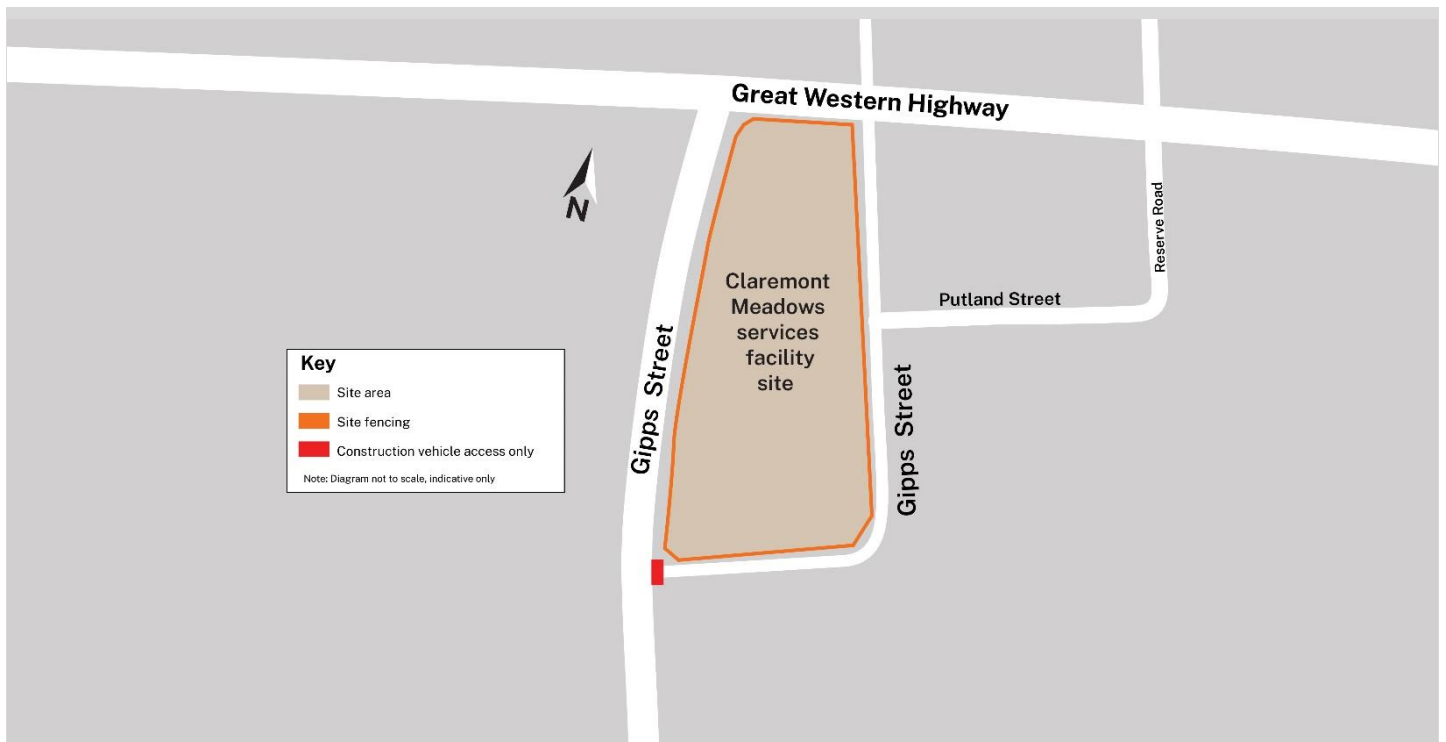 Great Western Highway
N
Reserve Road
Claremont
Meadows
services
facility
site
Putland Street
Gipps Street
Gipps Street
Key
Site area
Site fencing
Construction vehicle access only
Note: Diagram not to scale, indicative only